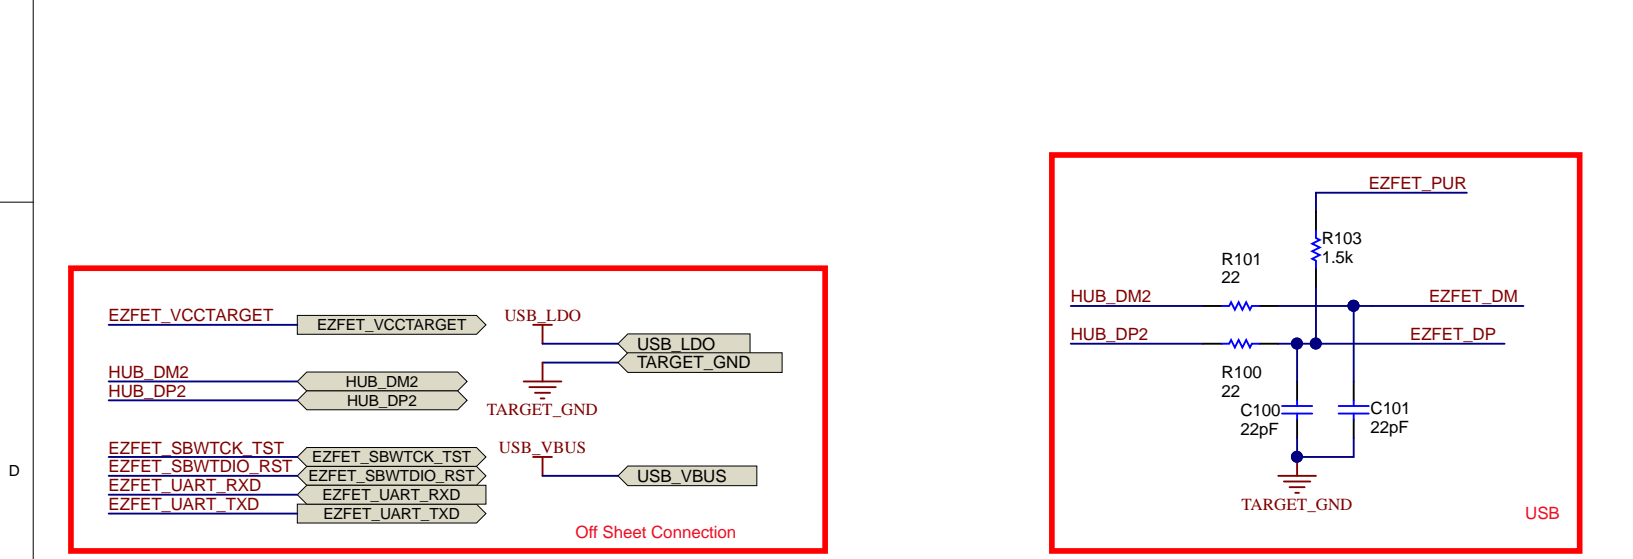 EZFET_VCCTARGET
EZFET_VCCTARGET
HUB_DM2
HUB_DM2
HUB_DP2
HUB_DP2
EZFET_SBWTCK_TST
EZFET_SBWTCK_TST
EZFET_SBWTDIO_RST
EZFET_SBWTDIO_RST
EZFET_UART_RXD
EZFET_UART_RXD
EZFET_UART_TXD
EZFET_UART_TXD
USB_LDO
USB_LDO
TARGET_GND
TARGET_GND
USB_VBUS
USB_VBUS
Off Sheet Connection
EZFET_PUR
R103
1.5k
R101
22
HUB_DM2
EZFET_DM
HUB_DP2
EZFET_DP
R100
22
C100
22pF
C101
22pF
TARGET_GND
USB
D